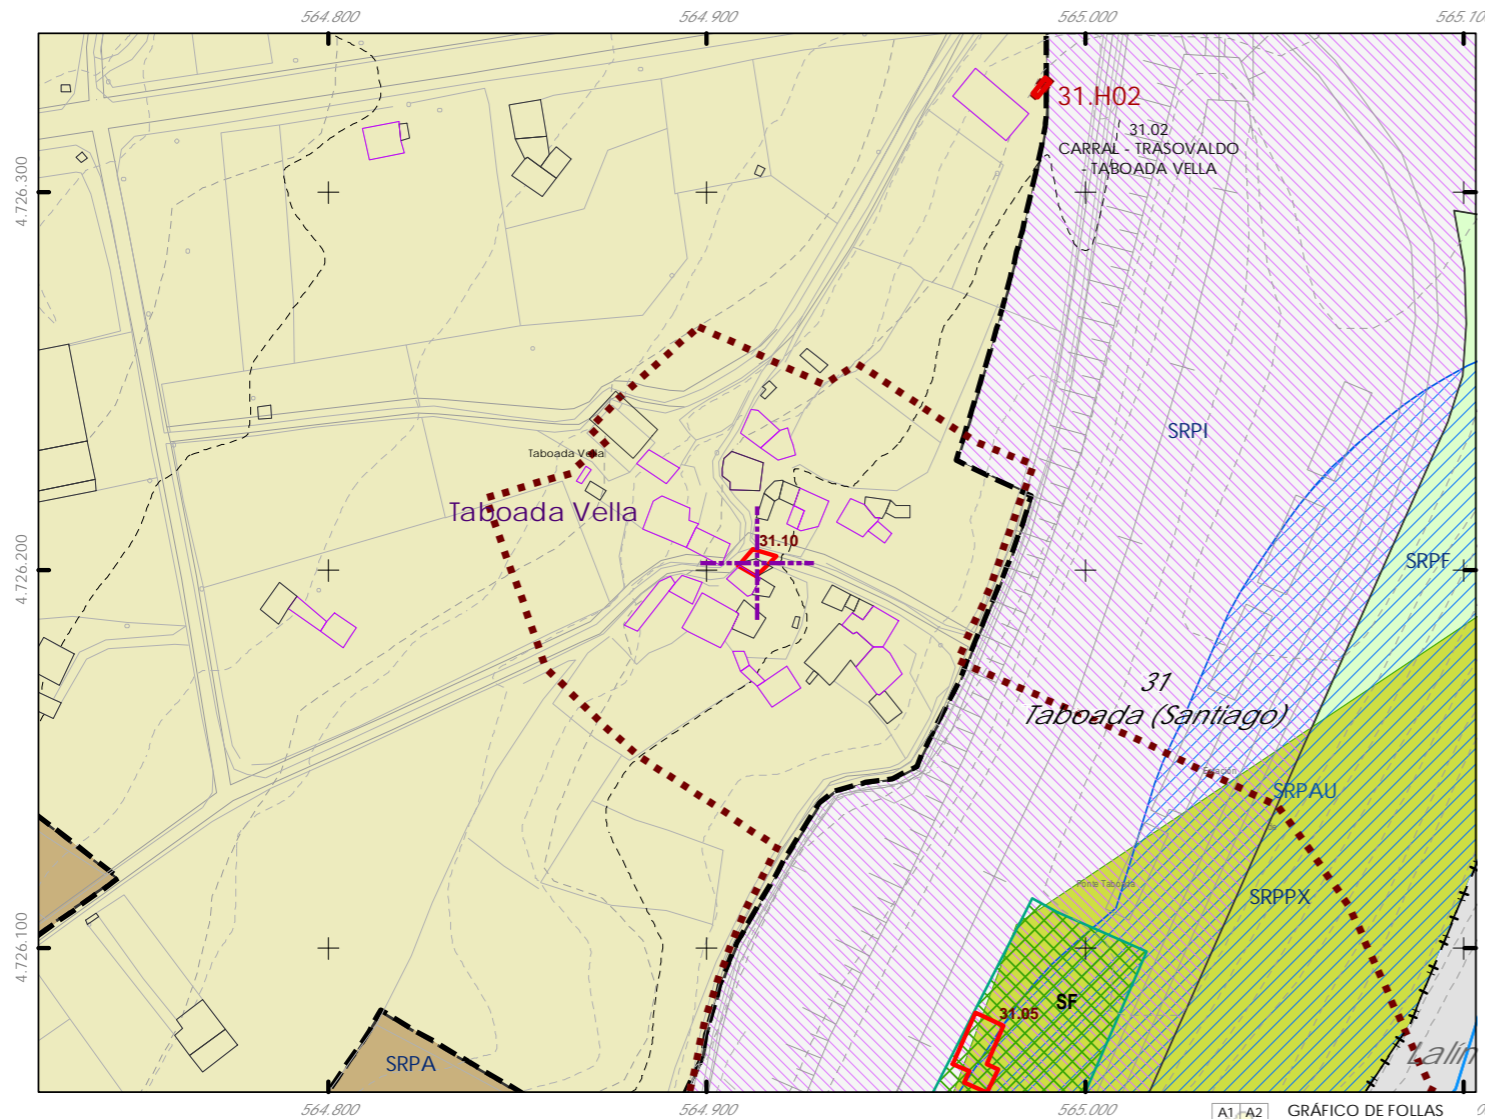 564.800
564.900
565.000
565.10
31.H02
31.02
CARRAL - TRASOVALDO
- TABOADA VELLA
4.726.300
SRPI
Taboada Vella
Taboada Vella
31.10
SRPF
4.726.200
31
Taboada (Santiago)
SRPAU
Ponte Taboada
SRPPX
4.726.100
SF
31.05
SRPA
Lalín
564.800
564.900
565.000
A1 A2
GRÁFICO DE FOLLAS